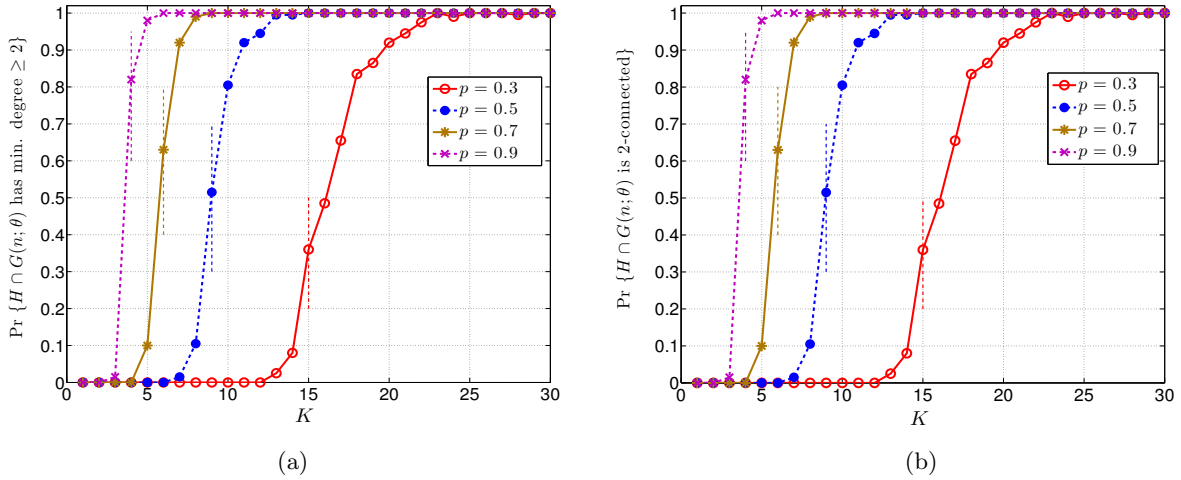 Pr {H ∩ G(n; θ) has min. degree ≥ 2}
1
0.9
0.8
0.7
0.6
0.5
0.4
0.3
0.2
0.1
0
0 5 10 15 20 25 30
K
p = 0.3
p = 0.5
p = 0.7
p = 0.9
(a)
Pr {H ∩ G(n; θ) is 2-connected}
1
0.9
0.8
0.7
0.6
0.5
0.4
0.3
0.2
0.1
0
0 5 10 15 20 25 30
K
p = 0.3
p = 0.5
p = 0.7
p = 0.9
(b)